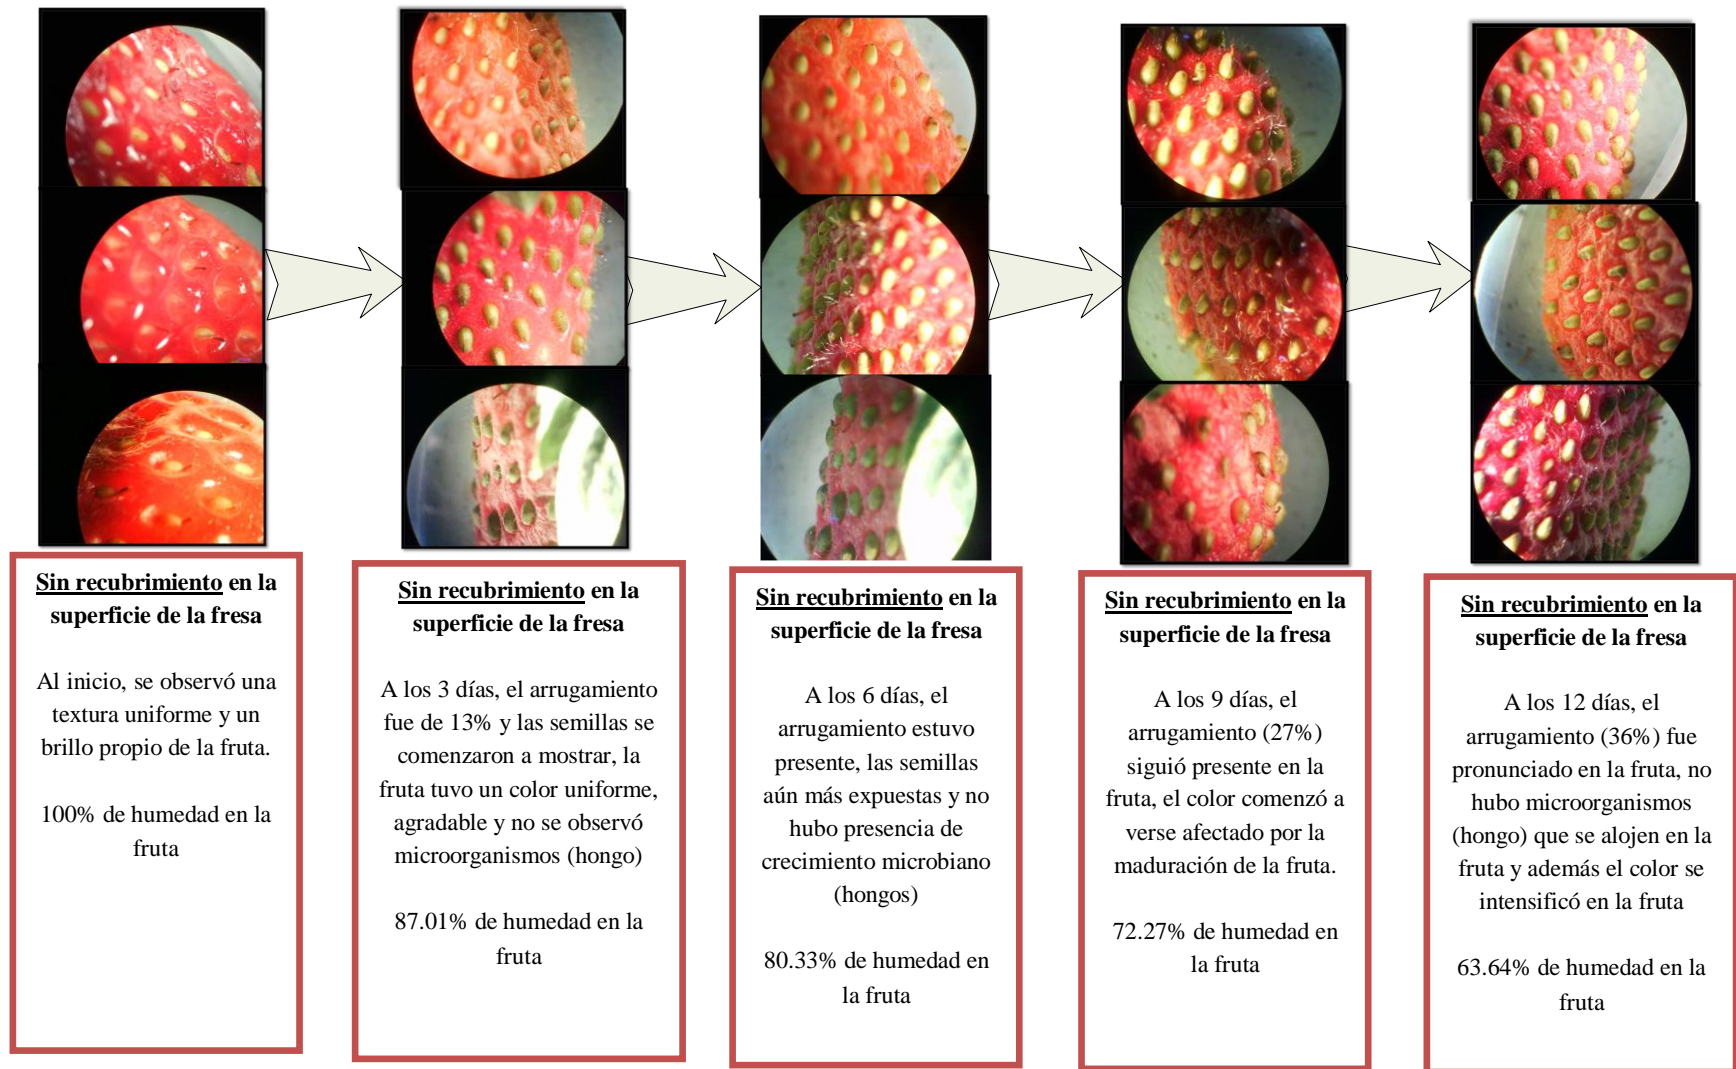 Sin recubrimiento en la
superficie de la fresa
Al inicio, se observó una
textura uniforme y un
brillo propio de la fruta.
100% de humedad en la
fruta
Sin recubrimiento en la
superficie de la fresa
A los 3 días, el arrugamiento
fue de 13% y las semillas se
comenzaron a mostrar, la
fruta tuvo un color uniforme,
agradable y no se observó
microorganismos (hongo)
87.01% de humedad en la
fruta
Sin recubrimiento en la
superficie de la fresa
A los 6 días, el
arrugamiento estuvo
presente, las semillas
aún más expuestas y no
hubo presencia de
crecimiento microbiano
(hongos)
80.33% de humedad en
la fruta
Sin recubrimiento en la
superficie de la fresa
A los 9 días, el
arrugamiento (27%)
siguió presente en la
fruta, el color comenzó a
verse afectado por la
maduración de la fruta.
72.27% de humedad en
la fruta
Sin recubrimiento en la
superficie de la fresa
A los 12 días, el
arrugamiento (36%) fue
pronunciado en la fruta, no
hubo microorganismos
(hongo) que se alojen en la
fruta y además el color se
intensificó en la fruta
63.64% de humedad en la
fruta